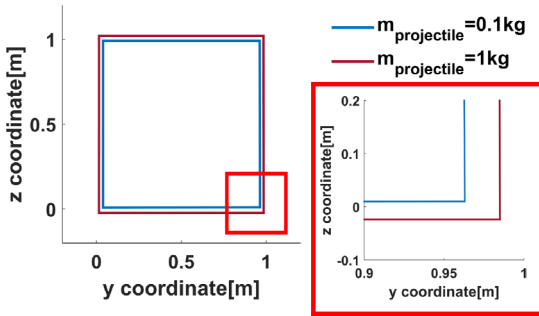 1
0.5
0
z coordinate[m]
0 0.5 1
y coordinate[m]
m_projectile=0.1kg
m_projectile=1kg
0.2
0.1
0
-0.1
z coordinate[m]
0.9 0.95 1
y coordinate[m]